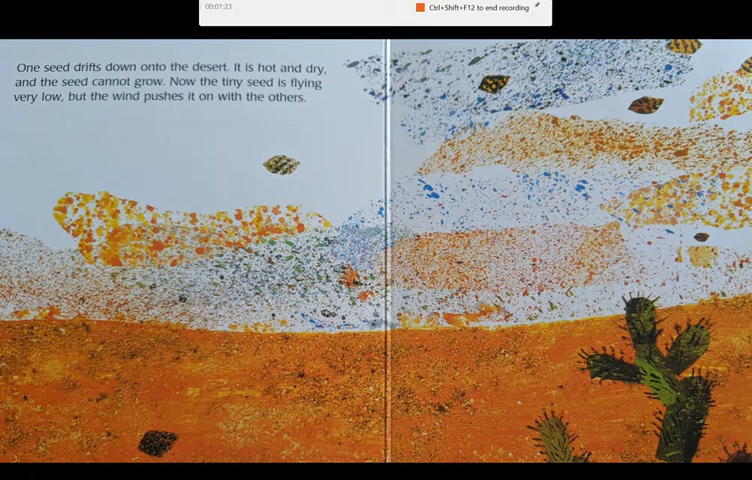 00:01:23
Ctrl+Shift+F12 to end recording
One seed drifts down onto the desert. It is hot and dry,
and the seed cannot grow. Now the tiny seed is flying
very low, but the wind pushes it on with the others.